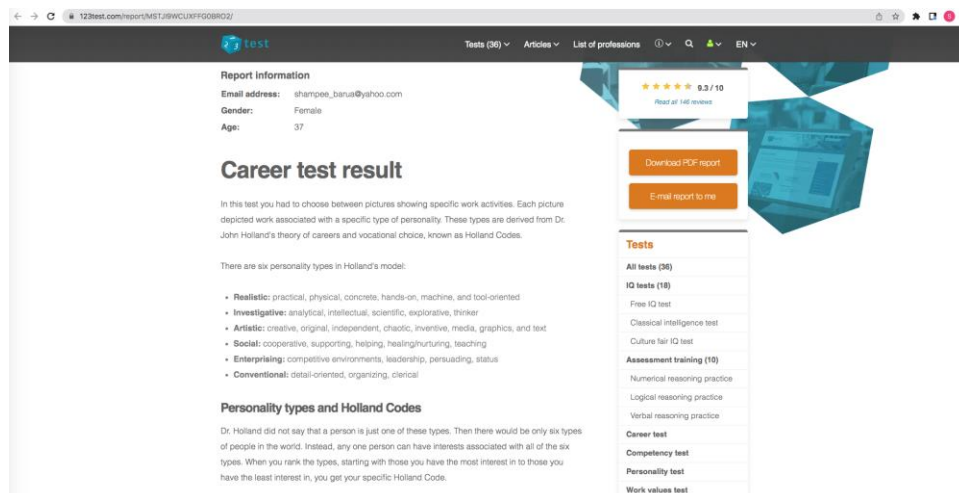 123test.com/report/MSTJI9WCUXFFG0BRO2/
123 test
Tests (36)
Articles
List of professions
EN
Report information
Email address: shampee_barua@yahoo.com
Gender: Female
Age: 37
Career test result
In this test you had to choose between pictures showing specific work activities. Each picture
depicted work associated with a specific type of personality. These types are derived from Dr.
John Holland's theory of careers and vocational choice, known as Holland Codes.
There are six personality types in Holland's model:
• Realistic: practical, physical, concrete, hands-on, machine, and tool-oriented
• Investigative: analytical, intellectual, scientific, explorative, thinker
• Artistic: creative, original, independent, chaotic, inventive, media, graphics, and text
• Social: cooperative, supporting, helping, healing/nurturing, teaching
• Enterprising: competitive environments, leadership, persuading, status
• Conventional: detail-oriented, organizing, clerical
Personality types and Holland Codes
Dr. Holland did not say that a person is just one of these types. Then there would be only six types
of people in the world. Instead, any one person can have interests associated with all of the six
types. When you rank the types, starting with those you have the most interest in to those you
have the least interest in, you get your specific Holland Code.
9.3 / 10
Read all 146 reviews
Download PDF report
E-mail report to me
Tests
All tests (36)
IQ tests (18)
Free IQ test
Classical intelligence test
Culture fair IQ test
Assessment training (10)
Numerical reasoning practice
Logical reasoning practice
Verbal reasoning practice
Career test
Competency test
Personality test
Work values test